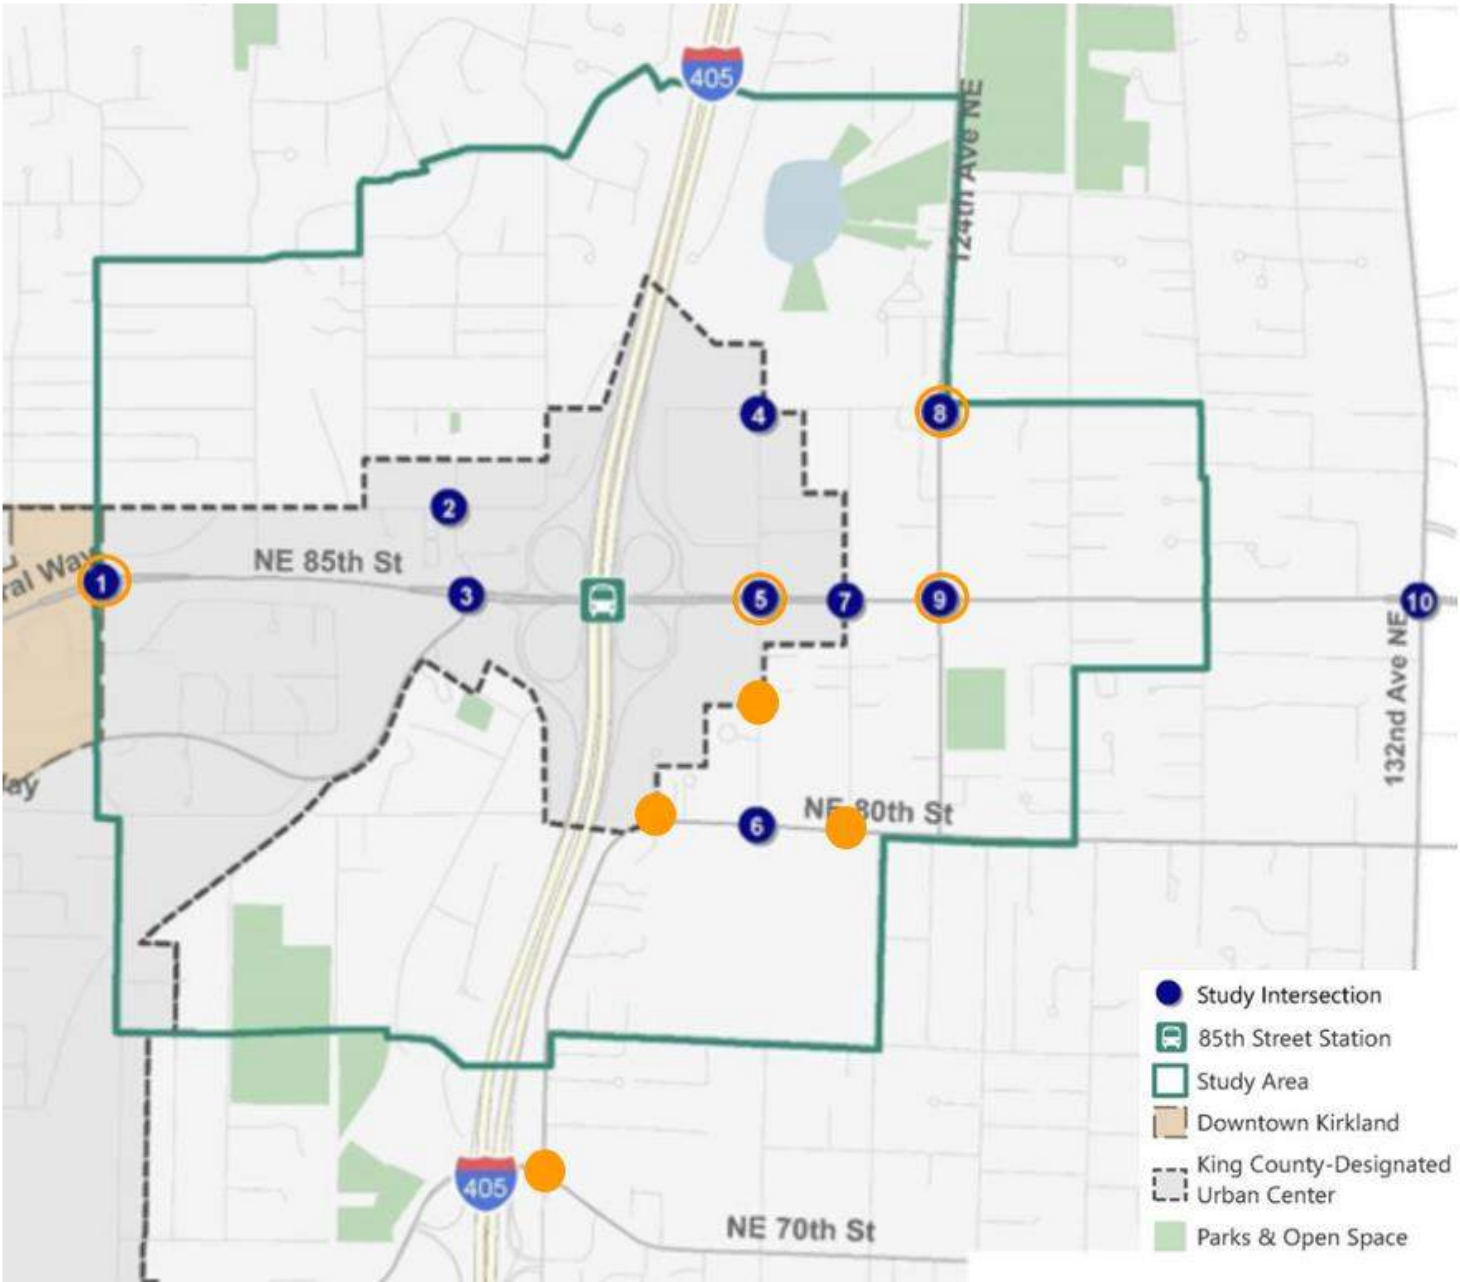 405
124th Ave NE
4
8
2
NE 85th St
ral Way
1
3
5
7
9
10
132nd Ave NE
ay
NE 80th St
6
Study Intersection
85th Street Station
Study Area
Downtown Kirkland
King County-Designated
Urban Center
Parks & Open Space
405
NE 70th St